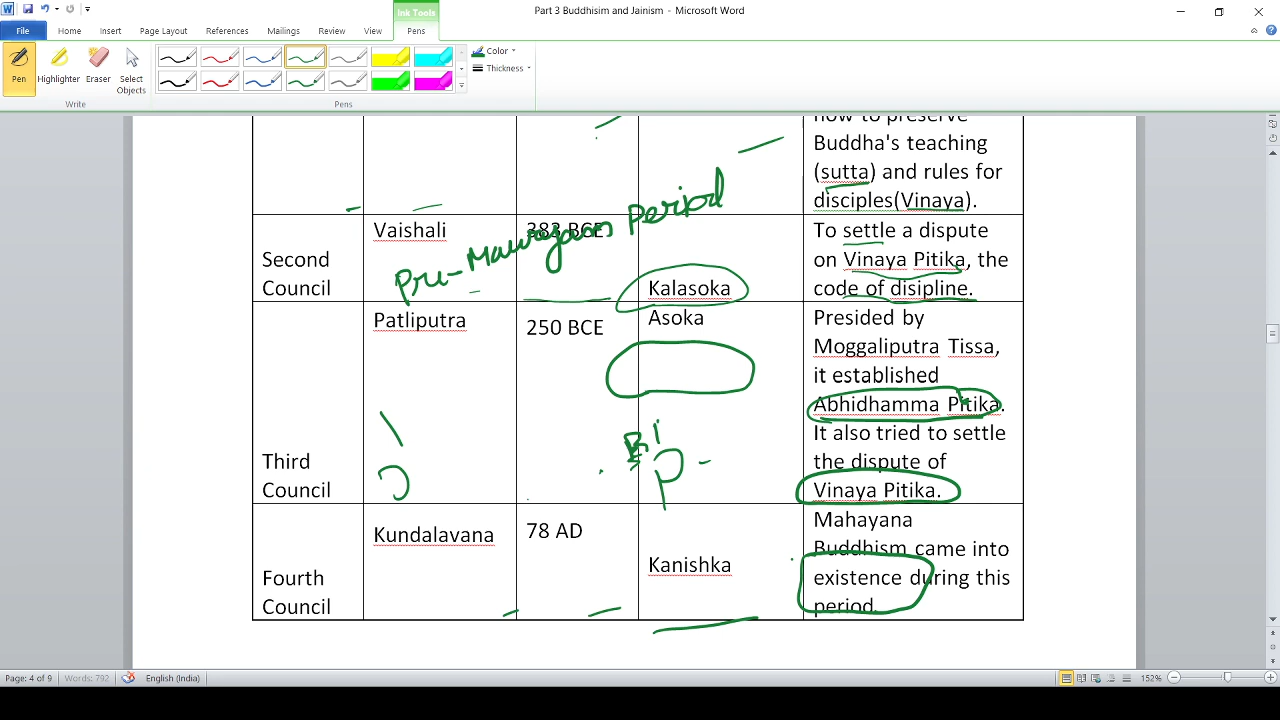 Part 3 Buddhisim and Jainism - Microsoft Word
Ink Tools
File Home Insert Page Layout References Mailings Review View Pens
Pen Highlighter Eraser Select Objects
Color
Thickness
Write Pens
how to preserve
Buddha's teaching
(sutta) and rules for
disciples(Vinaya).
Second
Council
Vaishali
383 BCE
Kalasoka
To settle a dispute
on Vinaya Pitika, the
code of disipline.
Pru-Mauryan Period
Third
Council
Patliputra
250 BCE
Asoka
Presided by
Moggaliputra Tissa,
it established
Abhidhamma Pitika.
It also tried to settle
the dispute of
Vinaya Pitika.
Fourth
Council
Kundalavana
78 AD
Kanishka
Mahayana
Buddhism came into
existence during this
period.
Page: 4 of 9 Words: 792 English (India) 152%